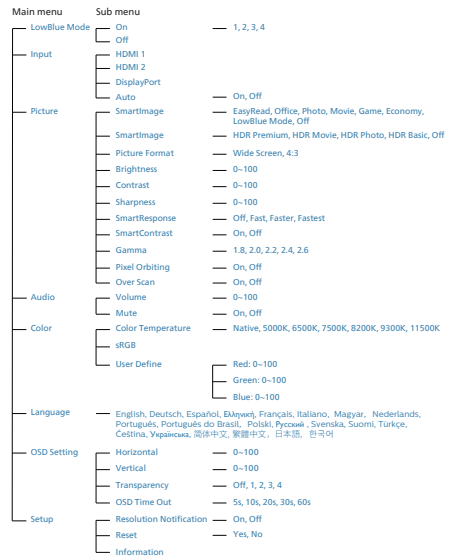 Main menu Sub menu
LowBlue Mode On 1, 2, 3, 4
Off
Input HDMI 1
HDMI 2
DisplayPort
Auto On, Off
Picture SmartImage EasyRead, Office, Photo, Movie, Game, Economy,
LowBlue Mode, Off
SmartImage HDR Premium, HDR Movie, HDR Photo, HDR Basic, Off
Picture Format Wide Screen, 4:3
Brightness 0~100
Contrast 0~100
Sharpness 0~100
SmartResponse Off, Fast, Faster, Fastest
SmartContrast On, Off
Gamma 1.8, 2.0, 2.2, 2.4, 2.6
Pixel Orbiting On, Off
Over Scan On, Off
Audio Volume 0~100
Mute On, Off
Color Color Temperature Native, 5000K, 6500K, 7500K, 8200K, 9300K, 11500K
sRGB
User Define Red: 0~100
Green: 0~100
Blue: 0~100
Language English, Deutsch, Español, Ελληνική, Français, Italiano, Magyar, Nederlands,
Português, Português do Brasil, Polski, Русский , Svenska, Suomi, Türkçe,
Čeština, Українська, 简体中文, 繁體中文, 日本語, 한국어
OSD Setting Horizontal 0~100
Vertical 0~100
Transparency Off, 1, 2, 3, 4
OSD Time Out 5s, 10s, 20s, 30s, 60s
Setup Resolution Notification On, Off
Reset Yes, No
Information